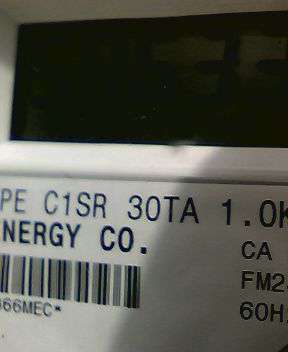 PE C1SR 30TA 1.0K
NERGY CO.
CA
FM2
66MEC*
60H